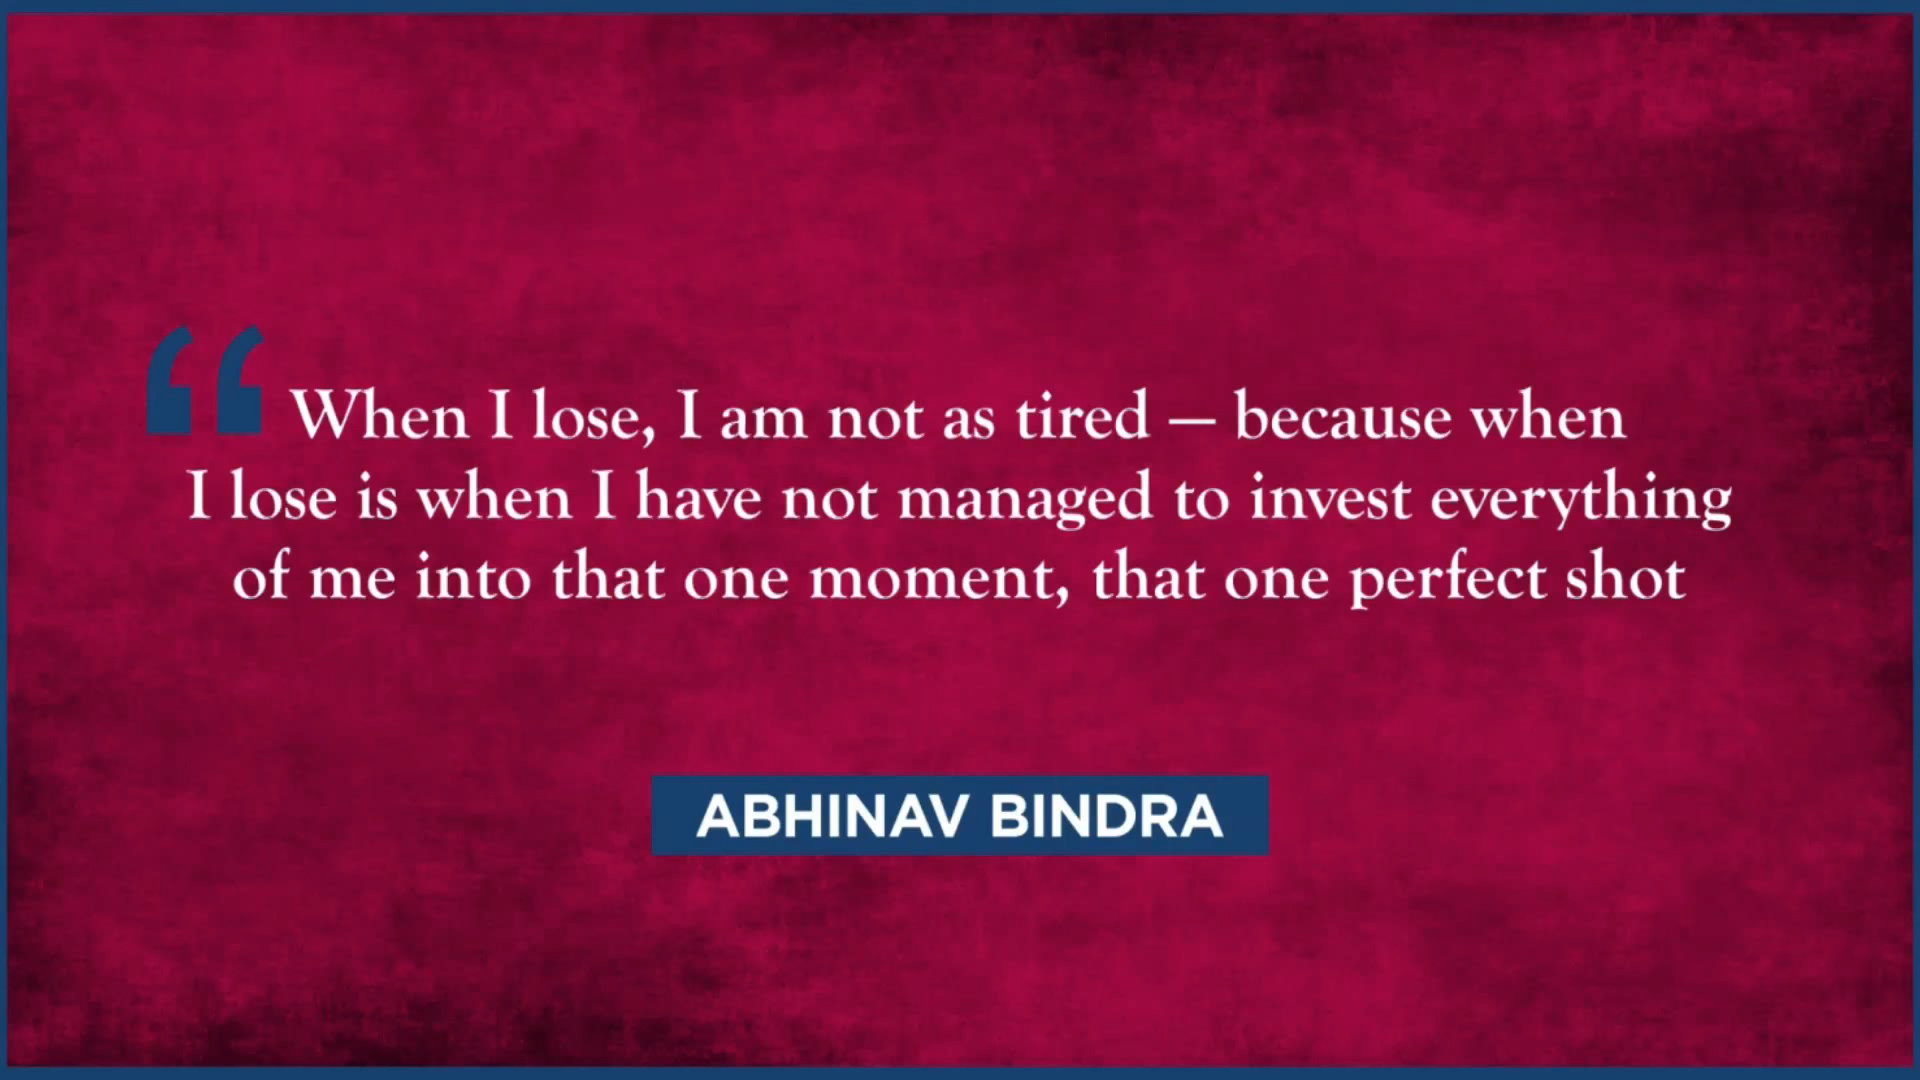 “ When I lose, I am not as tired — because when
I lose is when I have not managed to invest everything
of me into that one moment, that one perfect shot
ABHINAV BINDRA